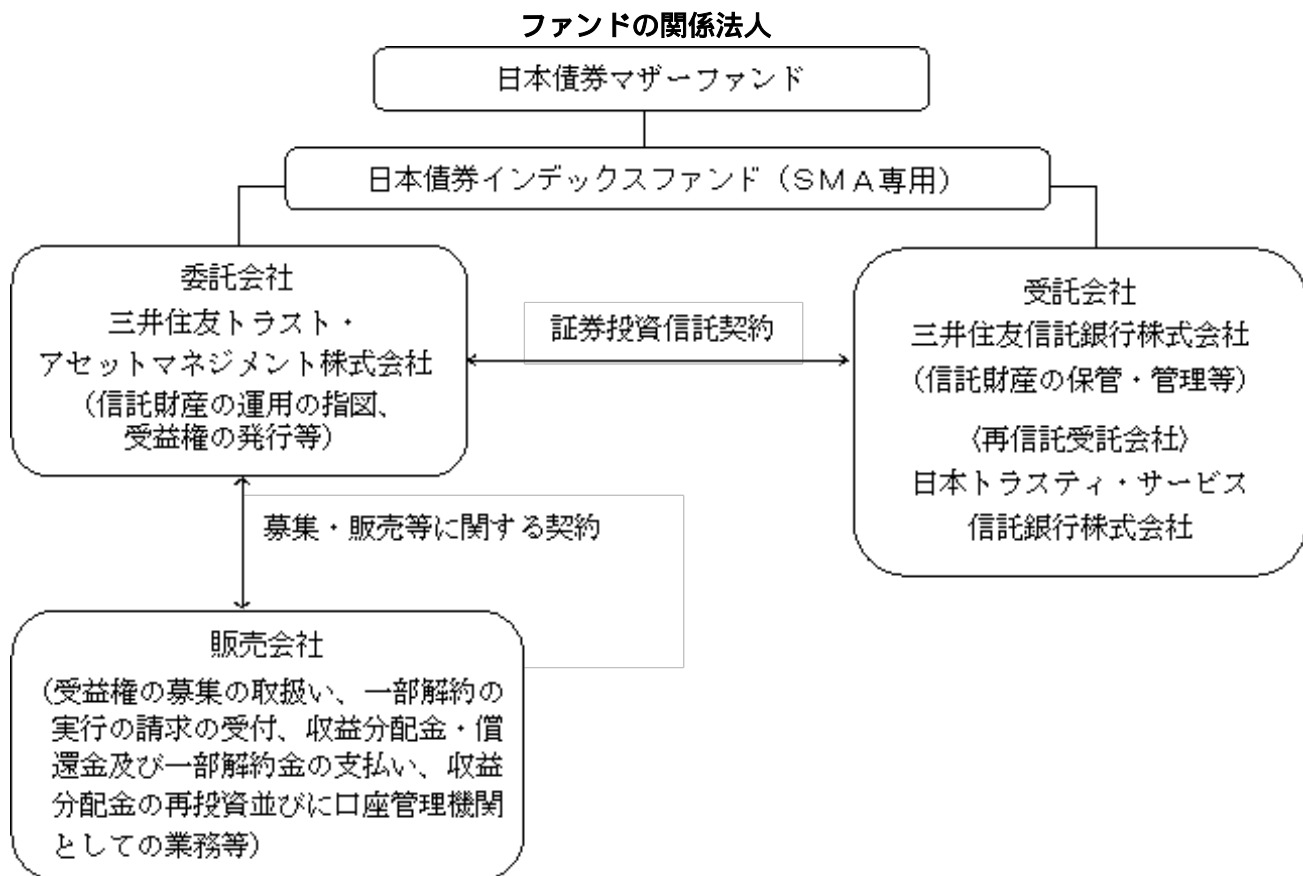 ファンドの関係法人
日本債券マザーファンド
日本債券インデックスファンド（ＳＭＡ専用）
委託会社
三井住友トラスト・
アセットマネジメント株式会社
（信託財産の運用の指図、
受益権の発行等）
証券投資信託契約
受託会社
三井住友信託銀行株式会社
（信託財産の保管・管理等）
〈再信託受託会社〉
日本トラスティ・サービス
信託銀行株式会社
募集・販売等に関する契約
販売会社
（受益権の募集の取扱い、一部解約の
実行の請求の受付、収益分配金・償
還金及び一部解約金の支払い、収益
分配金の再投資並びに口座管理機関
としての業務等）